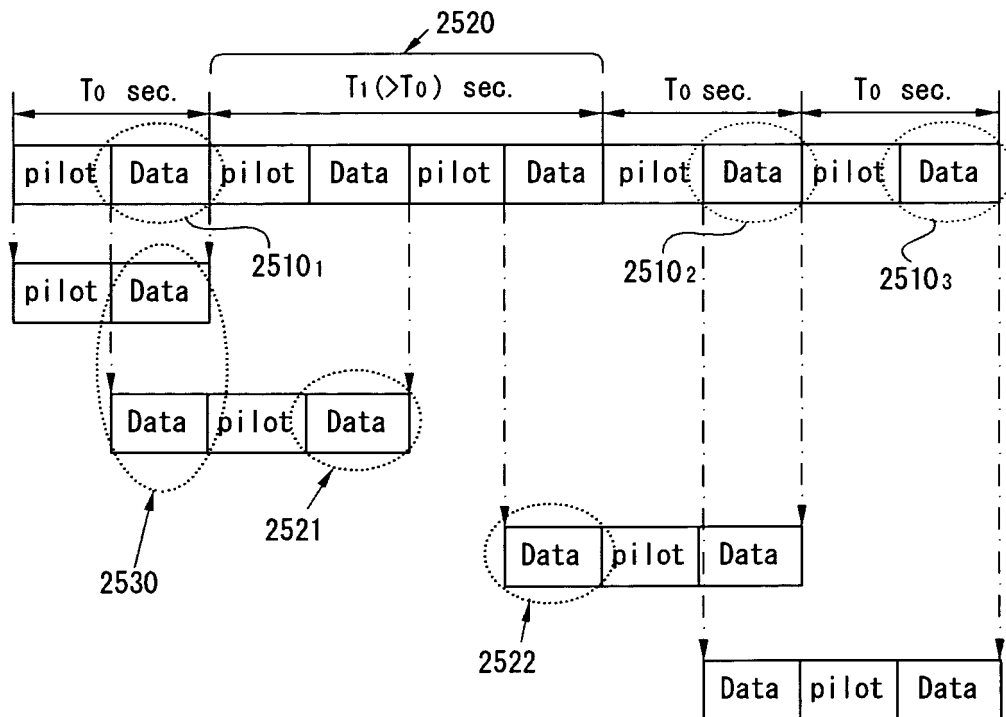 2520
T0 sec. T1(>T0) sec. T0 sec. T0 sec.
pilot Data pilot Data pilot Data pilot Data pilot Data
25101 25102 25103
pilot Data
Data pilot Data
2521
2530
Data pilot Data
2522
Data pilot Data